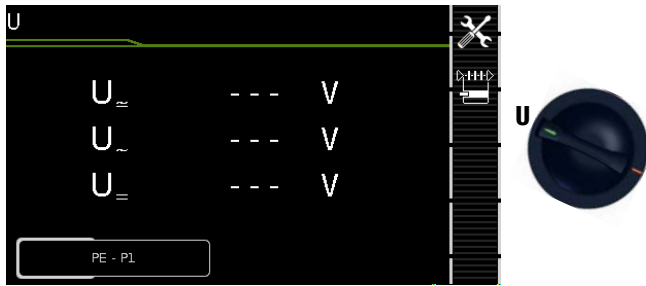 U
U≃ --- V
U~ --- V
U= --- V
PE - P1
U